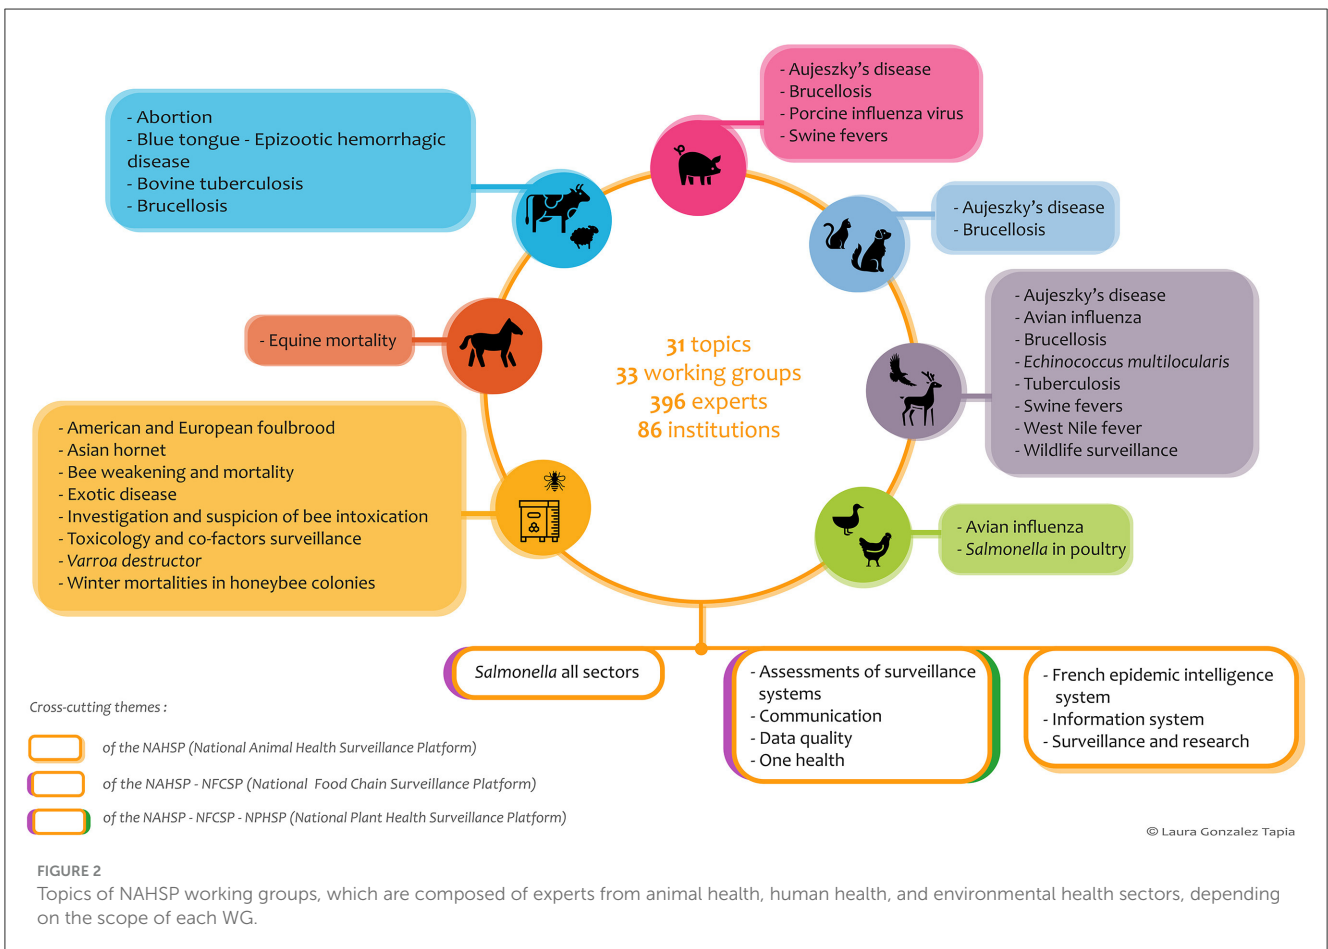 - Aujeszky's disease
- Brucellosis
- Porcine influenza virus
- Swine fevers
- Abortion
- Blue tongue - Epizootic hemorrhagic
disease
- Bovine tuberculosis
- Brucellosis
- Aujeszky's disease
- Brucellosis
- Equine mortality
31 topics
33 working groups
396 experts
86 institutions
- Aujeszky's disease
- Avian influenza
- Brucellosis
- Echinococcus multilocularis
- Tuberculosis
- Swine fevers
- West Nile fever
- Wildlife surveillance
- American and European foulbrood
- Asian hornet
- Bee weakening and mortality
- Exotic disease
- Investigation and suspicion of bee intoxication
- Toxicology and co-factors surveillance
- Varroa destructor
- Winter mortalities in honeybee colonies
- Avian influenza
- Salmonella in poultry
Salmonella all sectors
- Assessments of surveillance
systems
- Communication
- Data quality
- One health
- French epidemic intelligence
system
- Information system
- Surveillance and research
Cross-cutting themes :
of the NAHSP (National Animal Health Surveillance Platform)
of the NAHSP - NFCSP (National Food Chain Surveillance Platform)
of the NAHSP - NFCSP - NPHSP (National Plant Health Surveillance Platform)
© Laura Gonzalez Tapia
FIGURE 2
Topics of NAHSP working groups, which are composed of experts from animal health, human health, and environmental health sectors, depending
on the scope of each WG.